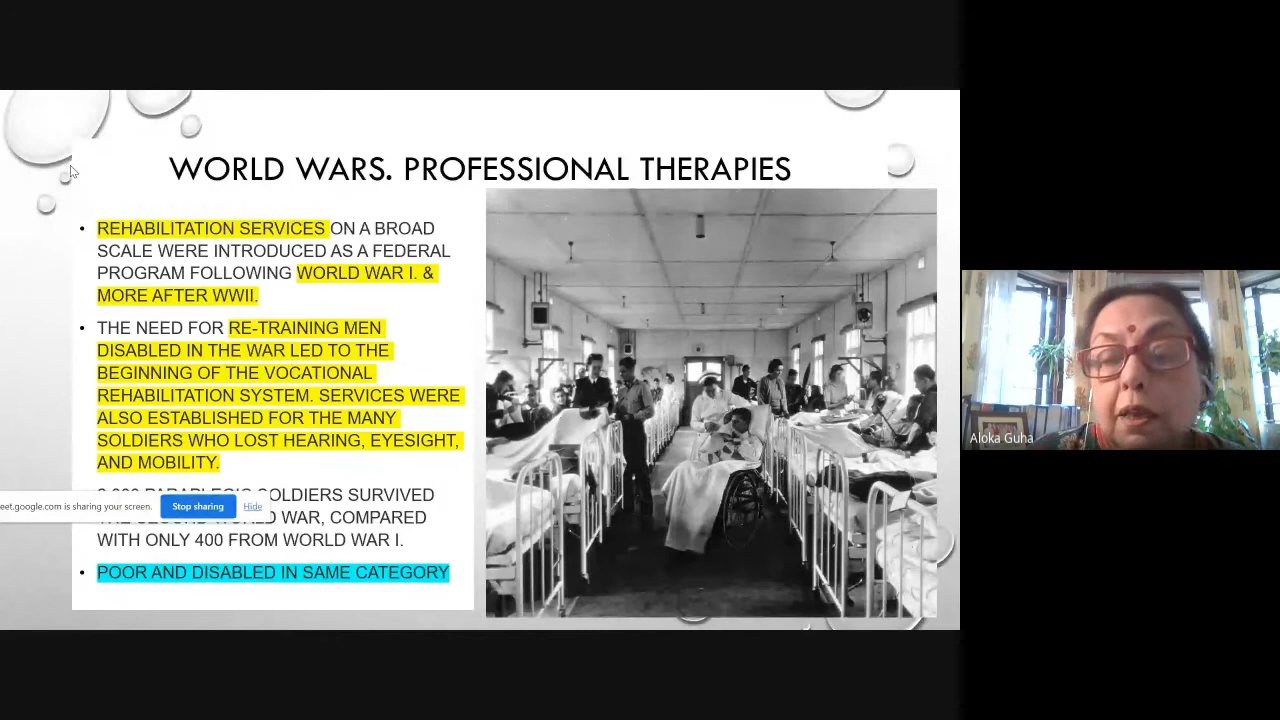 WORLD WARS. PROFESSIONAL THERAPIES
• REHABILITATION SERVICES ON A BROAD
SCALE WERE INTRODUCED AS A FEDERAL
PROGRAM FOLLOWING WORLD WAR I. &
MORE AFTER WWII.
• THE NEED FOR RE-TRAINING MEN
DISABLED IN THE WAR LED TO THE
BEGINNING OF THE VOCATIONAL
REHABILITATION SYSTEM. SERVICES WERE
ALSO ESTABLISHED FOR THE MANY
SOLDIERS WHO LOST HEARING, EYESIGHT,
AND MOBILITY.
SOLDIERS SURVIVED
eet.google.com is sharing your screen. Stop sharing Hide
WAR, COMPARED
WITH ONLY 400 FROM WORLD WAR I.
• POOR AND DISABLED IN SAME CATEGORY
Aloka Guha